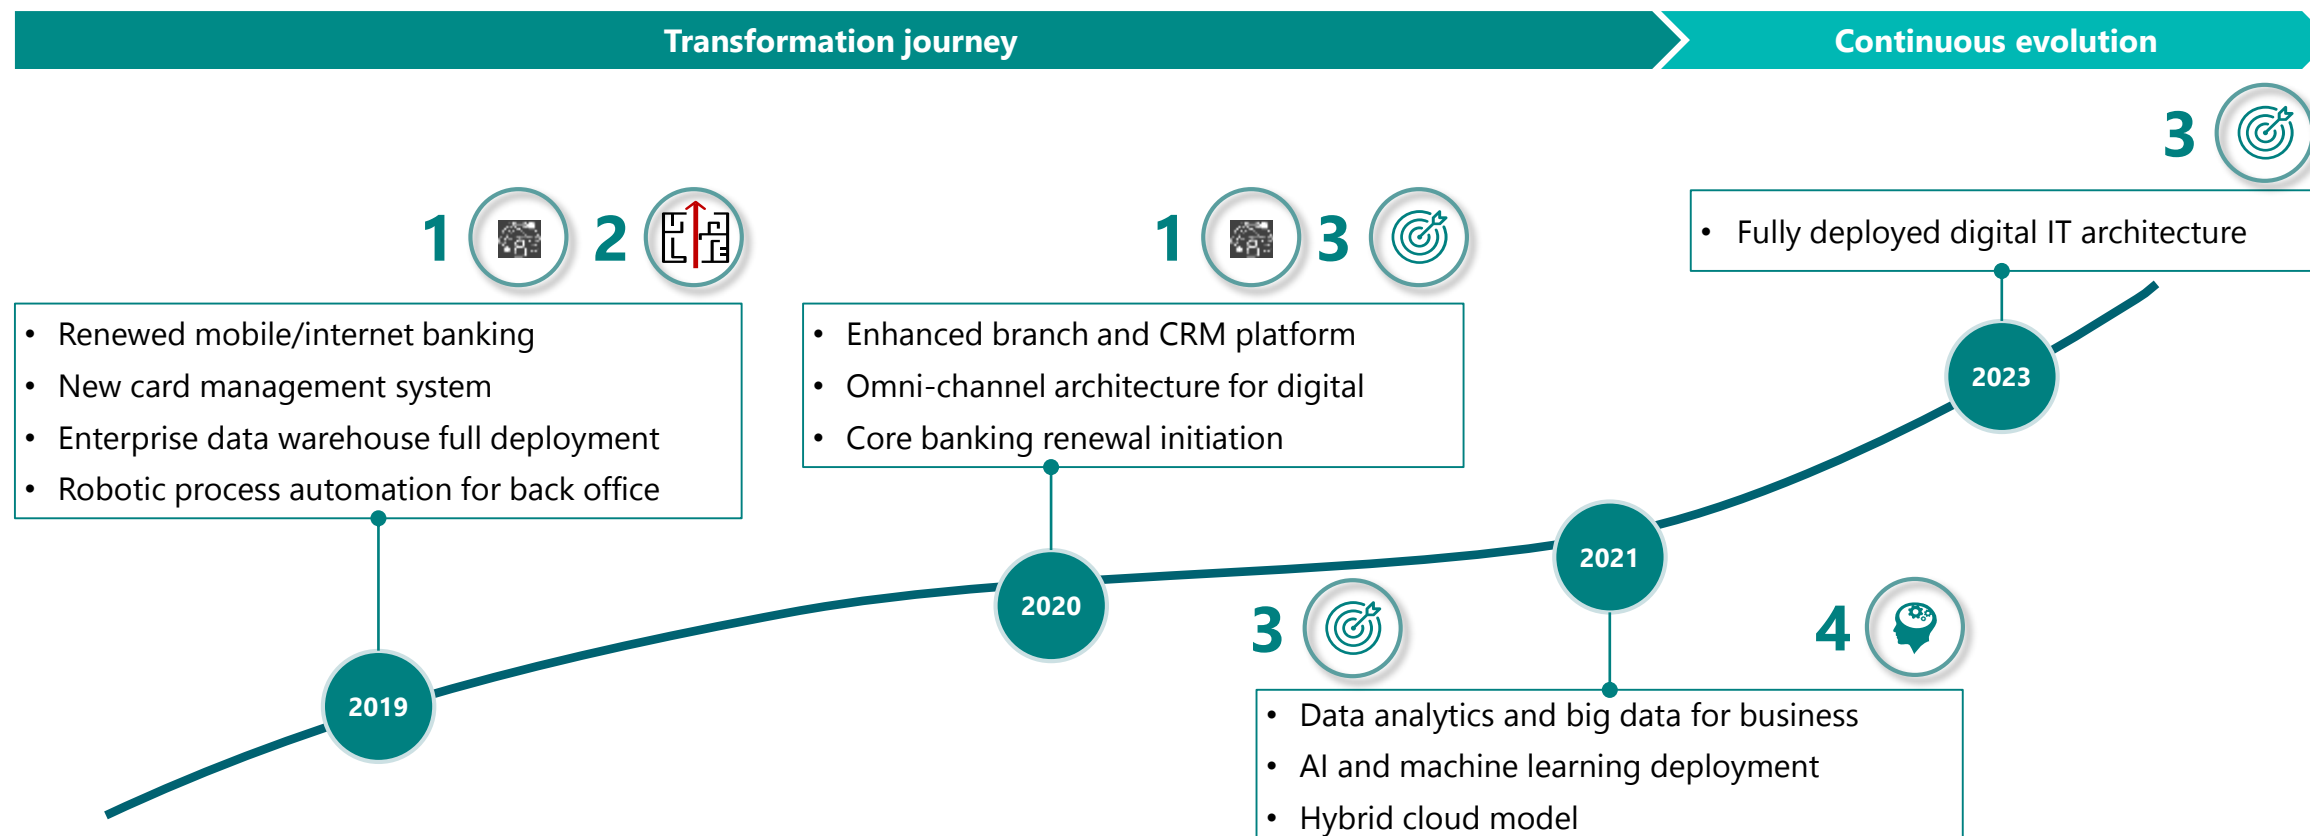 Transformation journey
Continuous evolution
3
1 2
1 3
• Fully deployed digital IT architecture
• Renewed mobile/internet banking
• New card management system
• Enterprise data warehouse full deployment
• Robotic process automation for back office
• Enhanced branch and CRM platform
• Omni-channel architecture for digital
• Core banking renewal initiation
2023
2021
2020
2019
3
4
• Data analytics and big data for business
• AI and machine learning deployment
• Hybrid cloud model